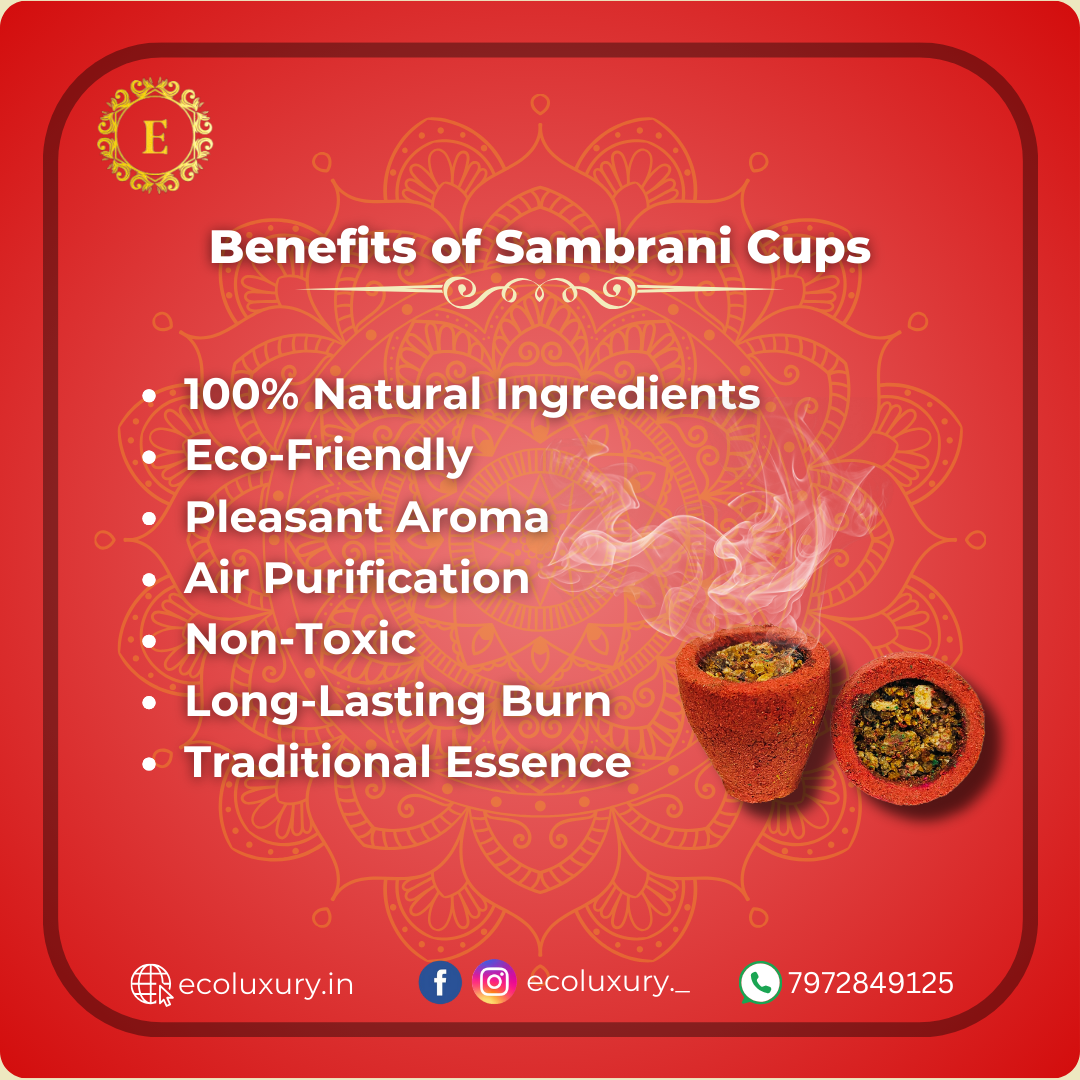 E
Benefits of Sambrani Cups
• 100% Natural Ingredients
• Eco-Friendly
• Pleasant Aroma
• Air Purification
• Non-Toxic
• Long-Lasting Burn
• Traditional Essence
ecoluxury.in ecoluxury._ 7972849125